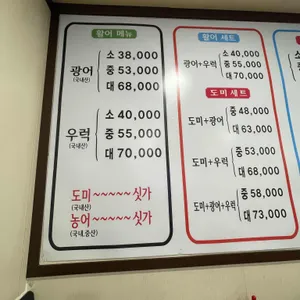 광어 메뉴
소 38,000
광어 중 53,000
(국내산)
대 68,000
소 40,000
우럭 중 55,000
(국내산)
대 70,000
도미~~~~~싯가
(국내산)
농어~~~~~싯가
(국내,중산)
광어 세트
소 40,000
광어+우럭 중 55,000
대 70,000
도미 세트
도미+광어 중 48,000
대 63,000
도미+우럭 중 53,000
대 68,000
도미+광어+우럭 중 58,000
대 73,000